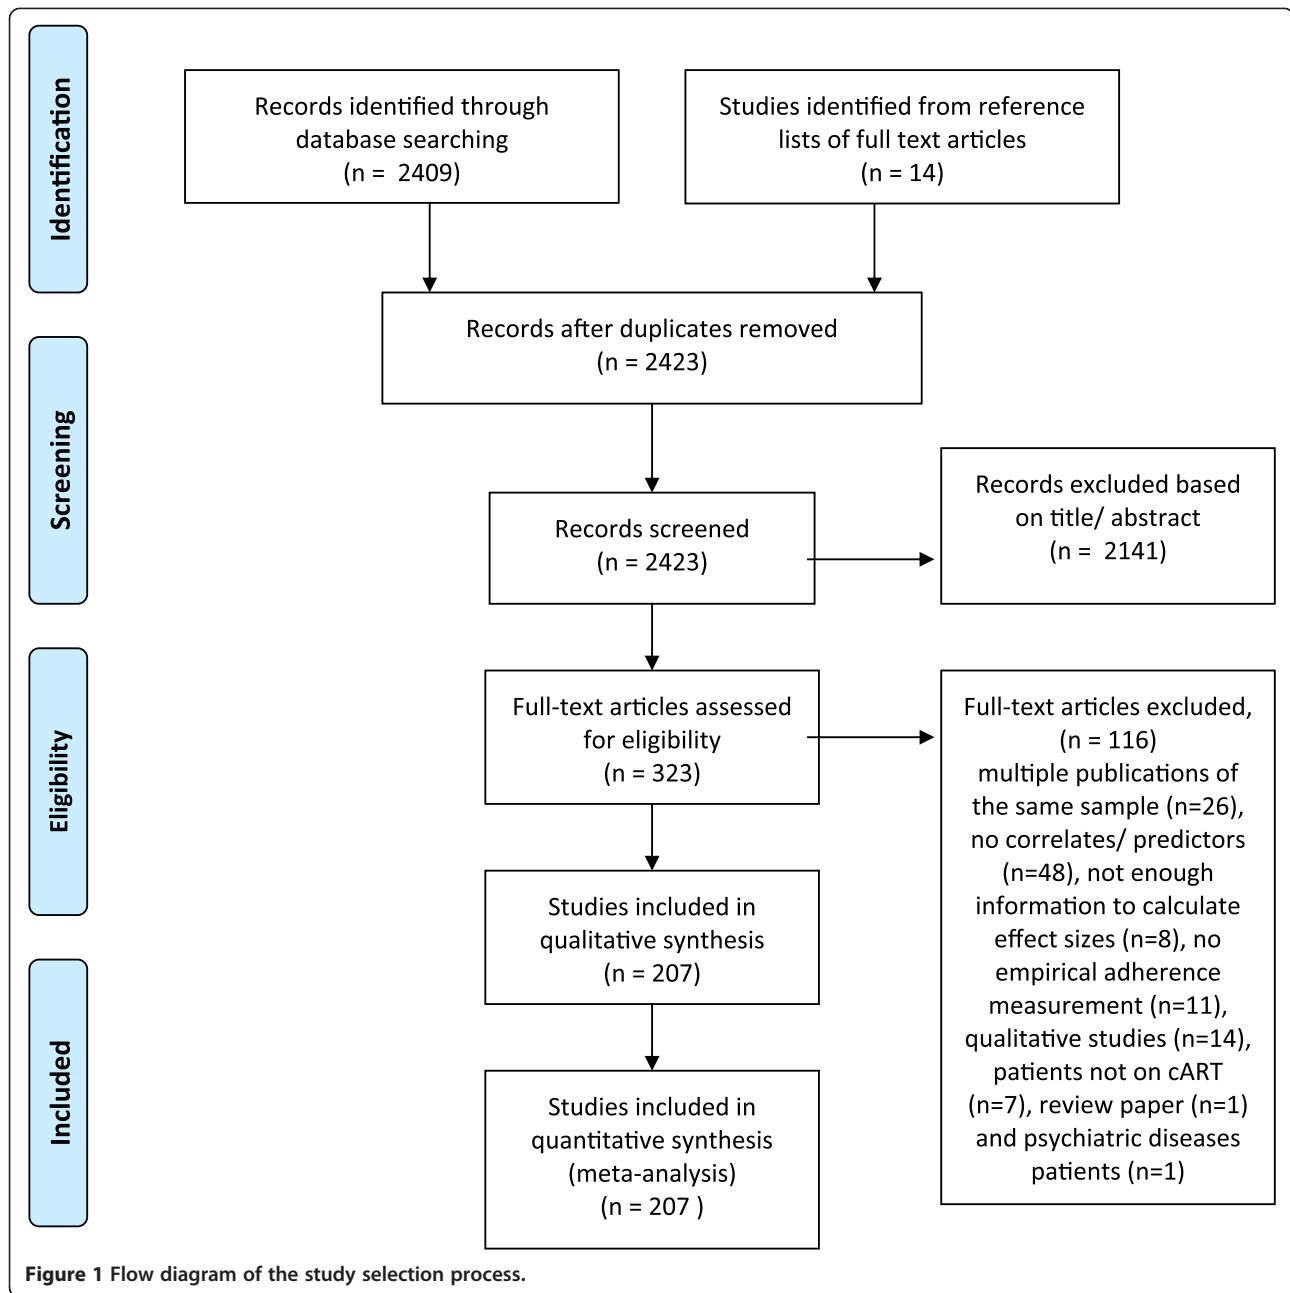 Identification
Records identified through
database searching
(n = 2409)
Studies identified from reference
lists of full text articles
(n = 14)
Records after duplicates removed
(n = 2423)
Screening
Records screened
(n = 2423)
Records excluded based
on title/ abstract
(n = 2141)
Eligibility
Full-text articles assessed
for eligibility
(n = 323)
Full-text articles excluded,
(n = 116)
multiple publications of
the same sample (n=26),
no correlates/ predictors
(n=48), not enough
information to calculate
effect sizes (n=8), no
empirical adherence
measurement (n=11),
qualitative studies (n=14),
patients not on cART
(n=7), review paper (n=1)
and psychiatric diseases
patients (n=1)
Studies included in
qualitative synthesis
(n = 207)
Included
Studies included in
quantitative synthesis
(meta-analysis)
(n = 207 )
Figure 1 Flow diagram of the study selection process.